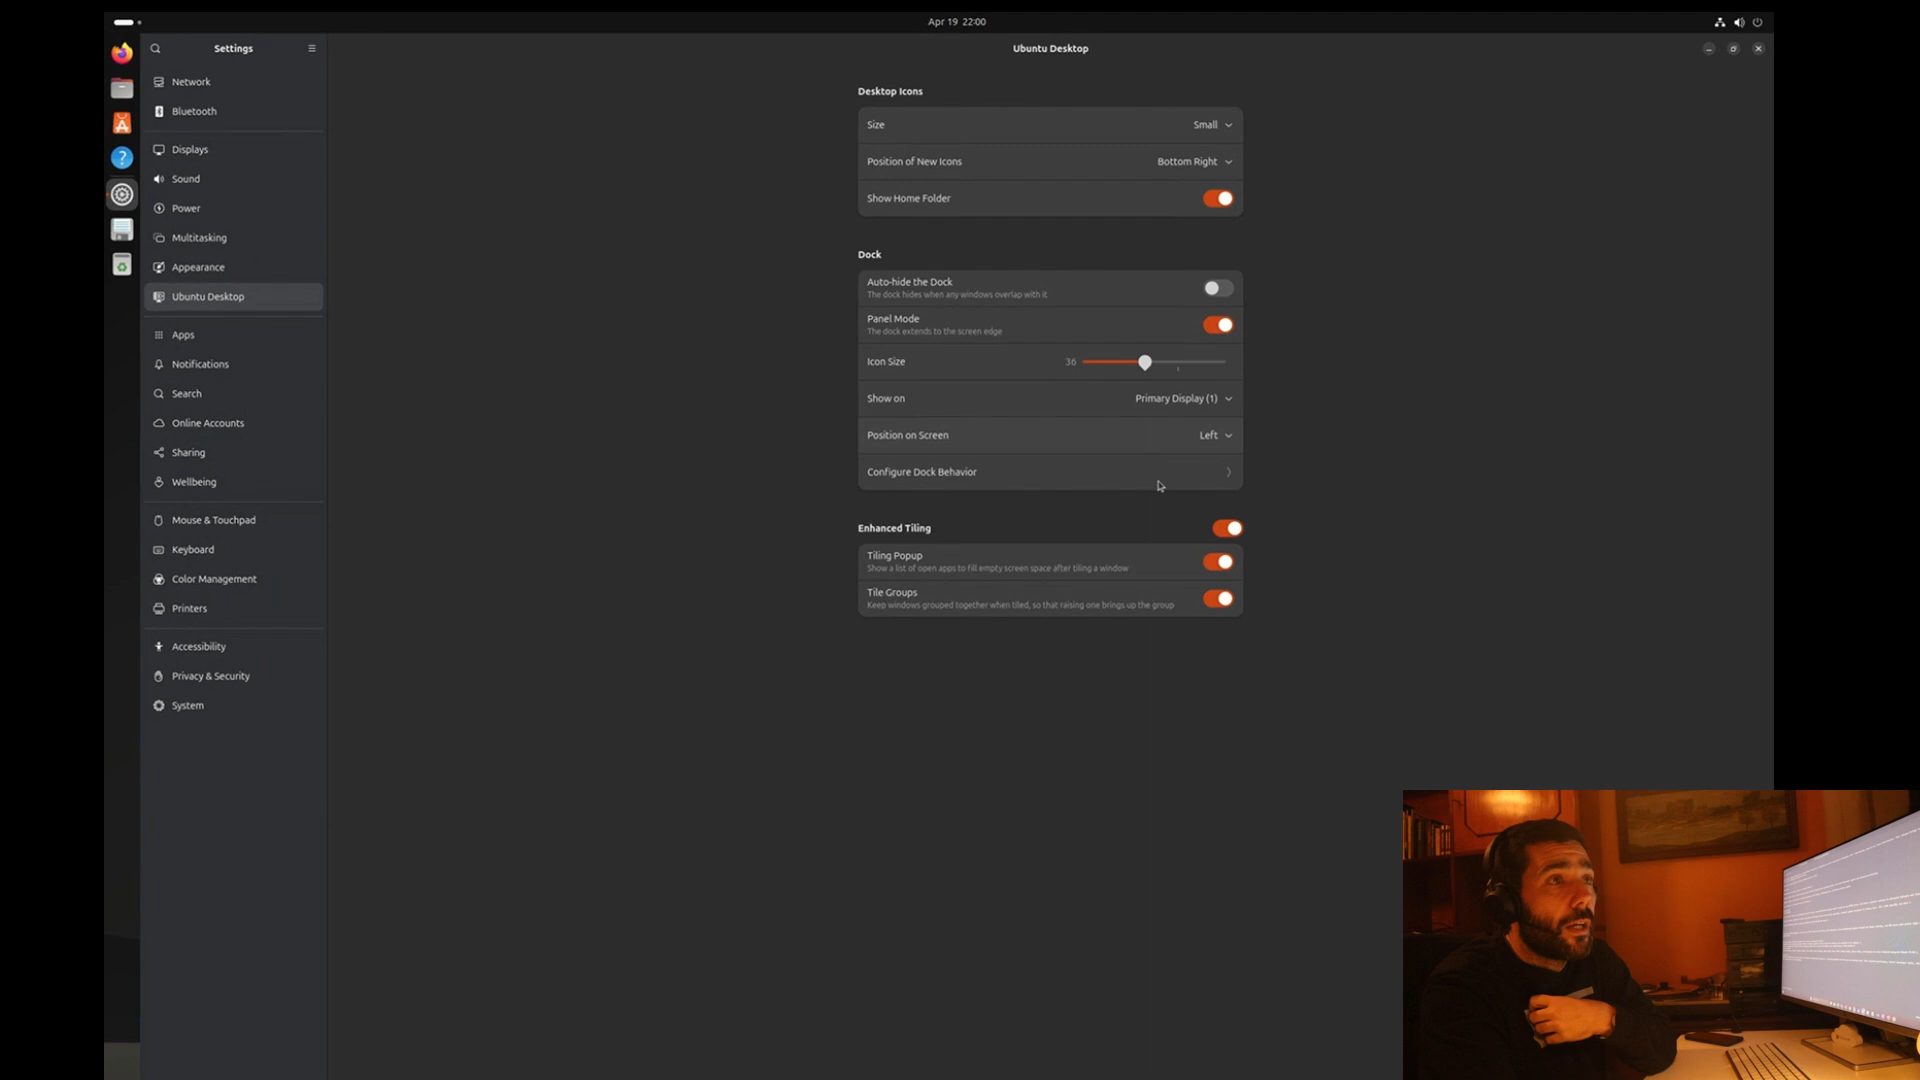 Apr 19 22:00
Settings
Ubuntu Desktop
Network
Bluetooth
Displays
Sound
Power
Multitasking
Appearance
Ubuntu Desktop
Apps
Notifications
Search
Online Accounts
Sharing
Wellbeing
Mouse & Touchpad
Keyboard
Color Management
Printers
Accessibility
Privacy & Security
System
Desktop Icons
Size Small
Position of New Icons Bottom Right
Show Home Folder
Dock
Auto-hide the Dock
The dock hides when any windows overlap with it
Panel Mode
The dock extends to the screen edge
Icon Size 36
Show on Primary Display (1)
Position on Screen Left
Configure Dock Behavior
Enhanced Tiling
Tiling Popup
Show a list of open apps to fill empty screen space after tiling a window
Tile Groups
Keep windows grouped together when tiled, so that raising one brings up the group